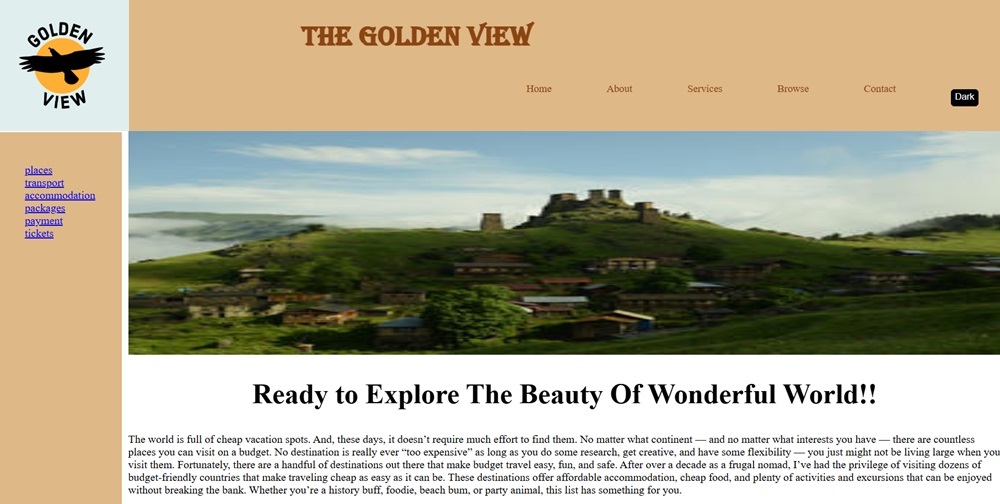 GOLDEN
VIEW
THE GOLDEN VIEW
Home About Services Browse Contact
Dark
places
transport
accommodation
packages
payment
tickets
Ready to Explore The Beauty Of Wonderful World!!
The world is full of cheap vacation spots. And, these days, it doesn’t require much effort to find them. No matter what continent — and no matter what interests you have — there are countless
places you can visit on a budget. No destination is really ever “too expensive” as long as you do some research, get creative, and have some flexibility — you just might not be living large when you
visit them. Fortunately, there are a handful of destinations out there that make budget travel easy, fun, and safe. After over a decade as a frugal nomad, I’ve had the privilege of visiting dozens of
budget-friendly countries that make traveling cheap as easy as it can be. These destinations offer affordable accommodation, cheap food, and plenty of activities and excursions that can be enjoyed
without breaking the bank. Whether you’re a history buff, foodie, beach bum, or party animal, this list has something for you.